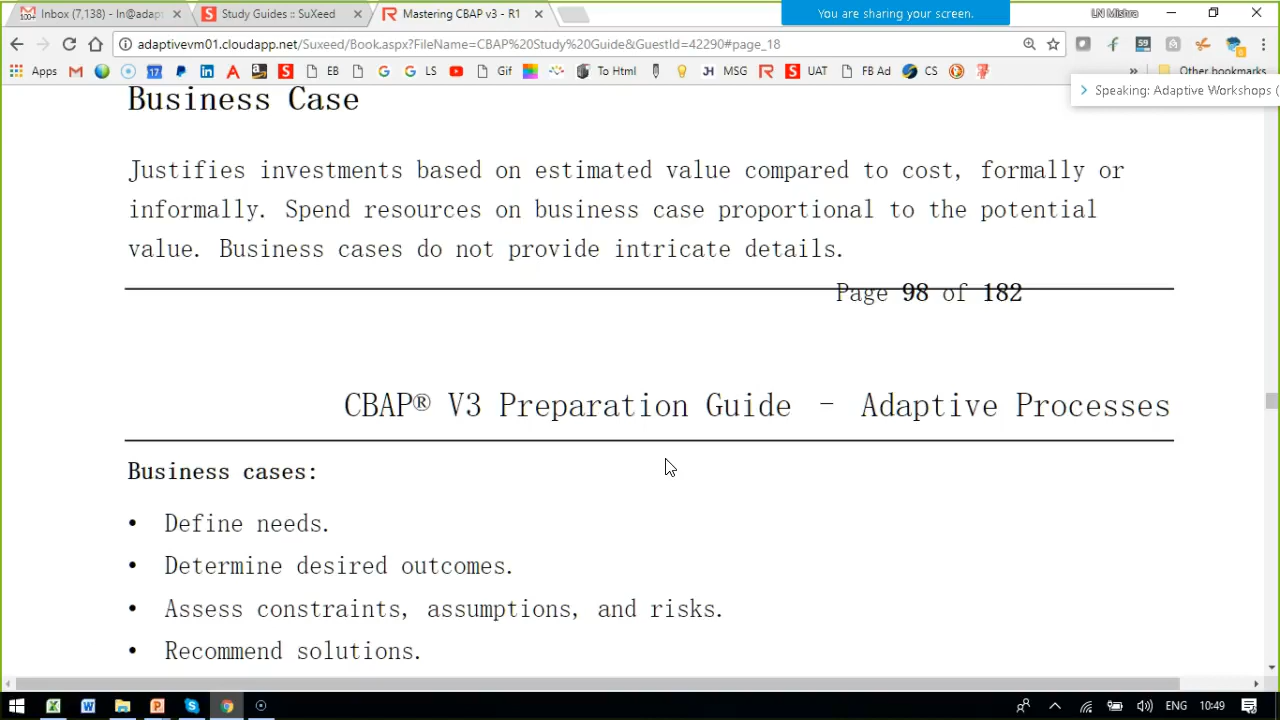 Inbox (7,138) - ln@adapt
Study Guides :: SuXeed
Mastering CBAP v3 - R1
You are sharing your screen.
LN Mishra
adaptivevm01.cloudapp.net/Suxeed/Book.aspx?FileName=CBAP%20Study%20Guide&GuestId=42290#page_18
Apps
EB
LS
Gif
To Html
MSG
UAT
FB Ad
CS
Other bookmarks
Speaking: Adaptive Workshops (
Business Case
Justifies investments based on estimated value compared to cost, formally or
informally. Spend resources on business case proportional to the potential
value. Business cases do not provide intricate details.
Page 98 of 182
CBAP® V3 Preparation Guide – Adaptive Processes
Business cases:
• Define needs.
• Determine desired outcomes.
• Assess constraints, assumptions, and risks.
• Recommend solutions.
ENG
10:49